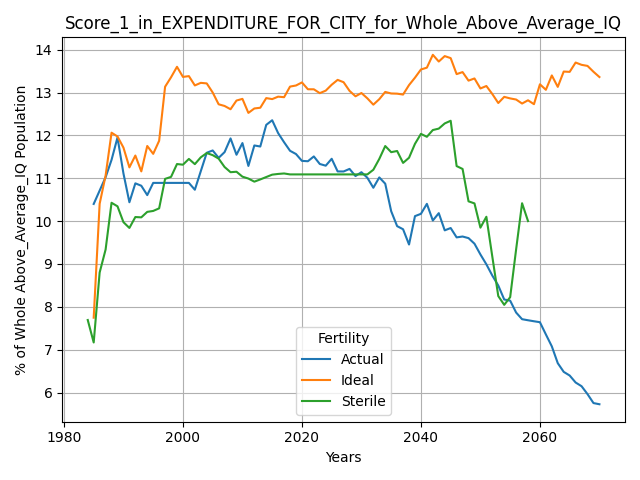 Score_1_in_EXPENDITURE_FOR_CITY_for_Whole_Above_Average_IQ
% of Whole Above_Average_IQ Population
14
13
12
11
10
9
8
7
6
Fertility
Actual
Ideal
Sterile
1980 2000 2020 2040 2060
Years